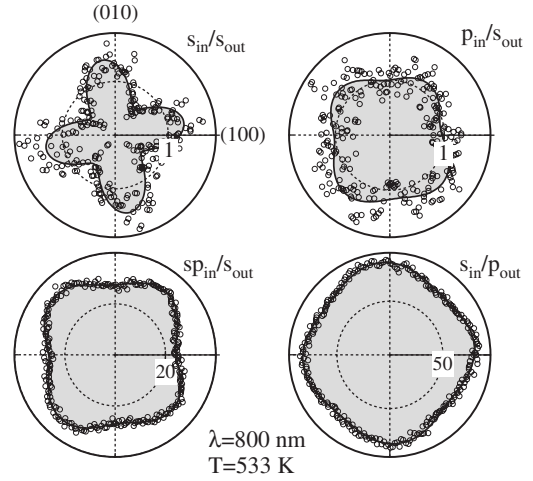 (010)
s_in/s_out
p_in/s_out
(100)
1
1
sp_in/s_out
s_in/p_out
20
50
λ=800 nm
T=533 K